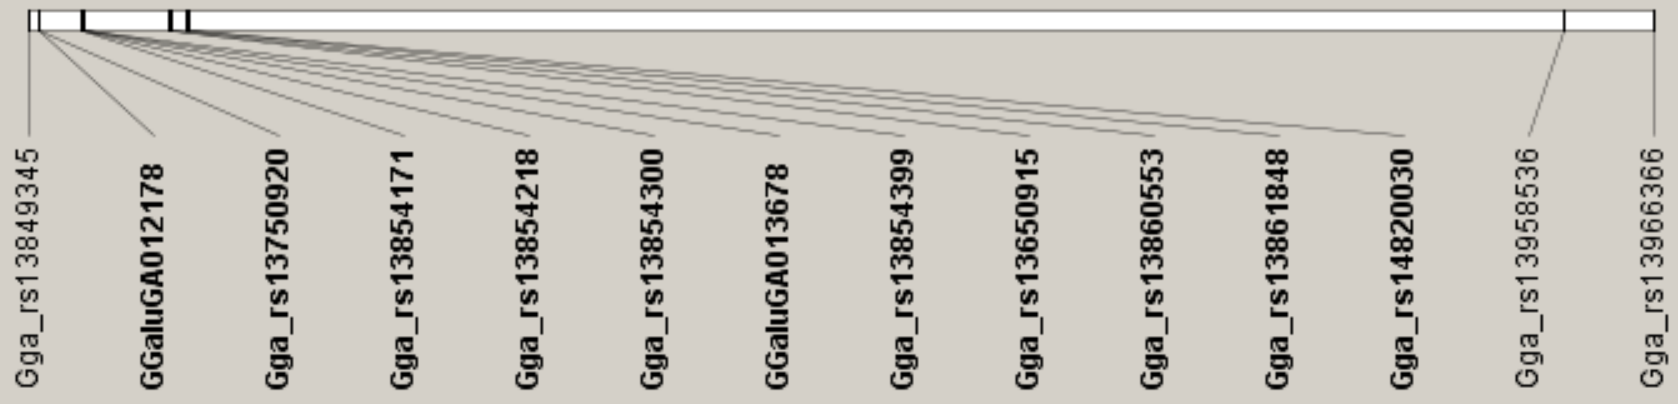 Gga_rs13849345
GGaluGA012178
Gga_rs13750920
Gga_rs13854171
Gga_rs13854218
Gga_rs13854300
GGaluGA013678
Gga_rs13854399
Gga_rs13650915
Gga_rs13860553
Gga_rs13861848
Gga_rs14820030
Gga_rs13958536
Gga_rs13966366